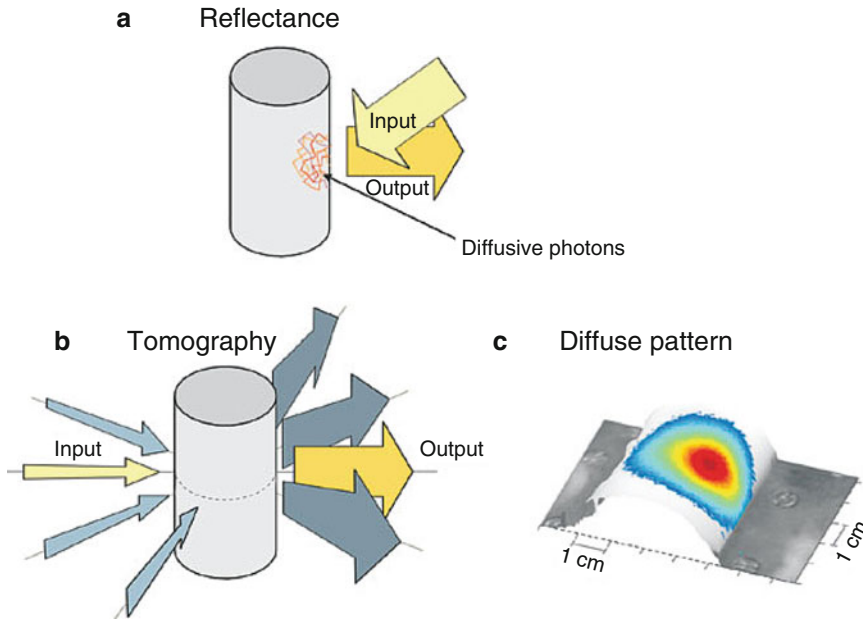 a Reflectance
Input
Output
Diffusive photons
b Tomography
Input
Output
c Diffuse pattern
1 cm
1 cm